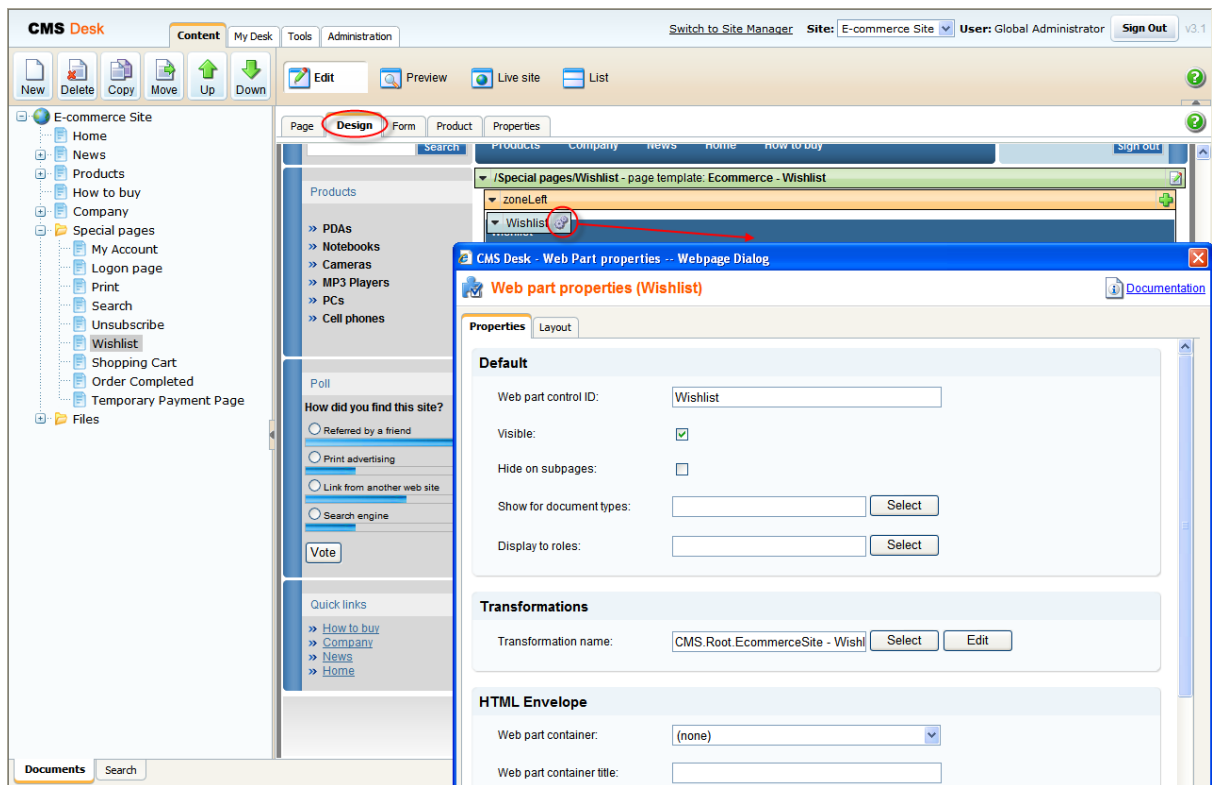 CMS Desk
Content
My Desk
Tools
Administration
Switch to Site Manager
Site:
E-commerce Site
User: Global Administrator
Sign Out
v3.1
New
Delete
Copy
Move
Up
Down
Edit
Preview
Live site
List
E-commerce Site
Home
News
Products
How to buy
Company
Special pages
My Account
Logon page
Print
Search
Unsubscribe
Wishlist
Shopping Cart
Order Completed
Temporary Payment Page
Files
Documents
Search
Page
Design
Form
Product
Properties
Search
Products
Company
News
Home
How to buy
Sign out
Products
» PDAs
» Notebooks
» Cameras
» MP3 Players
» PCs
» Cell phones
Poll
How did you find this site?
Referred by a friend
Print advertising
Link from another web site
Search engine
Vote
Quick links
» How to buy
» Company
» News
» Home
/Special pages/Wishlist - page template: Ecommerce - Wishlist
zoneLeft
Wishlist
Wishlist
CMS Desk - Web Part properties -- Webpage Dialog
Web part properties (Wishlist)
Documentation
Properties
Layout
Default
Web part control ID:
Wishlist
Visible:
Hide on subpages:
Show for document types:
Select
Display to roles:
Select
Transformations
Transformation name:
CMS.Root.EcommerceSite - Wishl
Select
Edit
HTML Envelope
Web part container:
(none)
Web part container title: